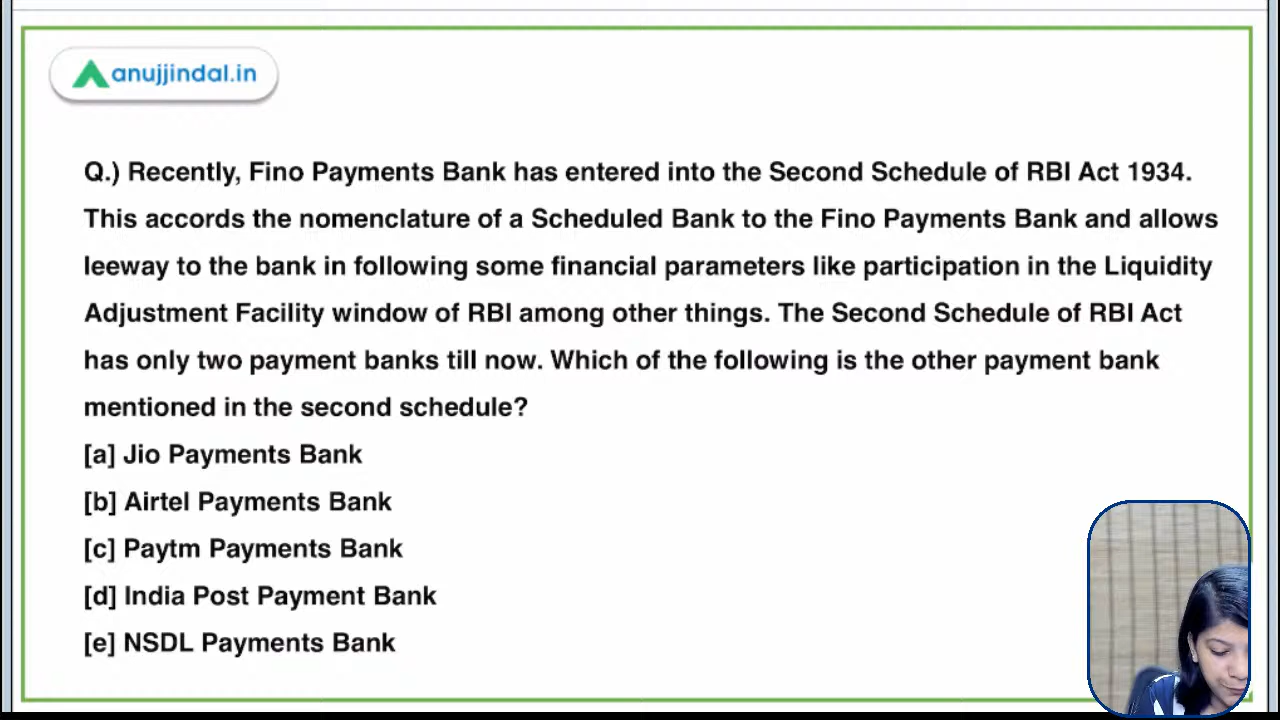 anujjindal.in
Q.) Recently, Fino Payments Bank has entered into the Second Schedule of RBI Act 1934.
This accords the nomenclature of a Scheduled Bank to the Fino Payments Bank and allows
leeway to the bank in following some financial parameters like participation in the Liquidity
Adjustment Facility window of RBI among other things. The Second Schedule of RBI Act
has only two payment banks till now. Which of the following is the other payment bank
mentioned in the second schedule?
[a] Jio Payments Bank
[b] Airtel Payments Bank
[c] Paytm Payments Bank
[d] India Post Payment Bank
[e] NSDL Payments Bank